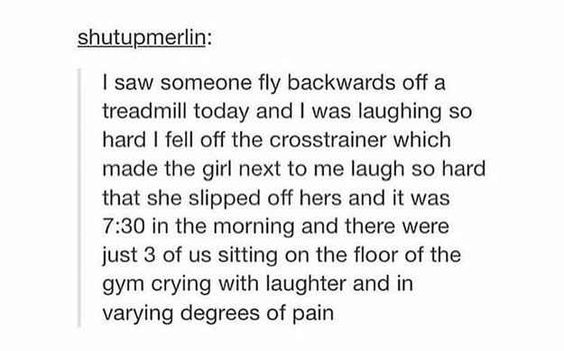 shutupmerlin:
I saw someone fly backwards off a
treadmill today and I was laughing so
hard I fell off the crosstrainer which
made the girl next to me laugh so hard
that she slipped off hers and it was
7:30 in the morning and there were
just 3 of us sitting on the floor of the
gym crying with laughter and in
varying degrees of pain